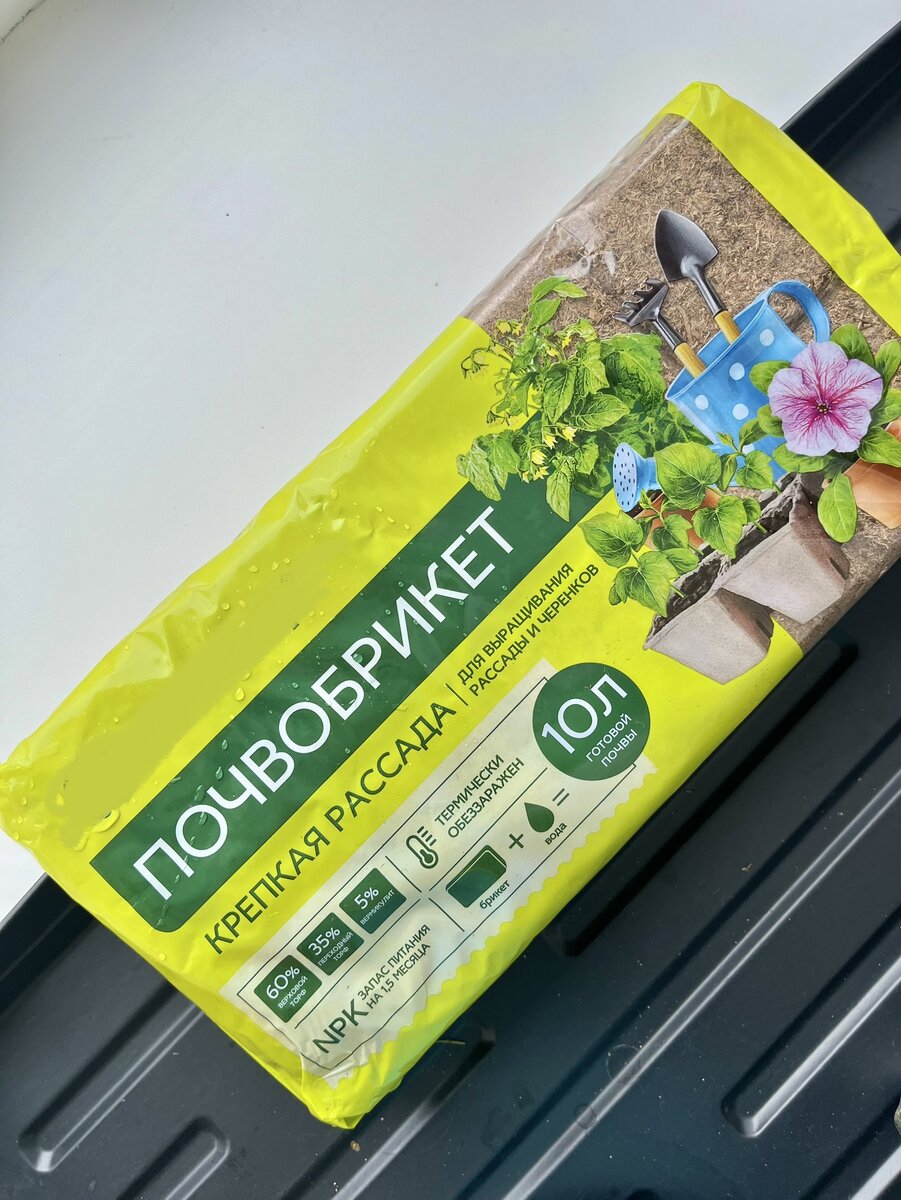 ПОЧВОБРИКЕТ
КРЕПКАЯ РАССАДА
ДЛЯ ВЫРАЩИВАНИЯ
РАССАДЫ И ЧЕРЕНКОВ
10 Л
ГОТОВОЙ
ПОЧВЫ
60%
ВЕРХОВОЙ
ТОРФ
35%
ПЕРЕХОДНЫЙ
ТОРФ
5%
ВЕРМИКУЛИТ
ТЕРМИЧЕСКИ
ОБЕЗЗАРАЖЕН
NPK
ЗАПАС ПИТАНИЯ
НА 1,5 МЕСЯЦА
брикет
+
вода
=